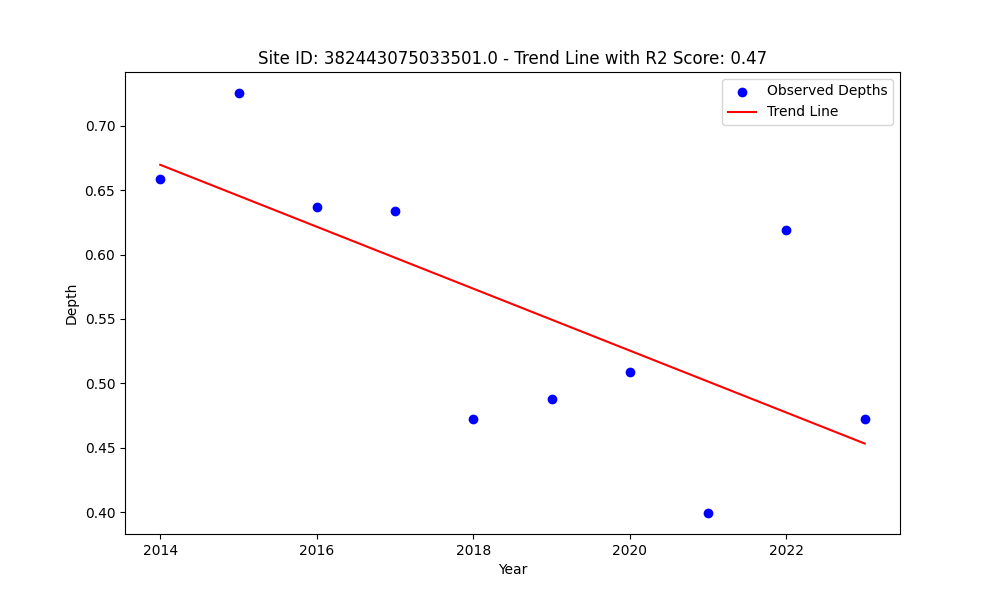 Site ID: 382443075033501.0 - Trend Line with R2 Score: 0.47
Observed Depths
Trend Line
0.70
0.65
0.60
0.55
0.50
0.45
0.40
Depth
2014
2016
2018
2020
2022
Year